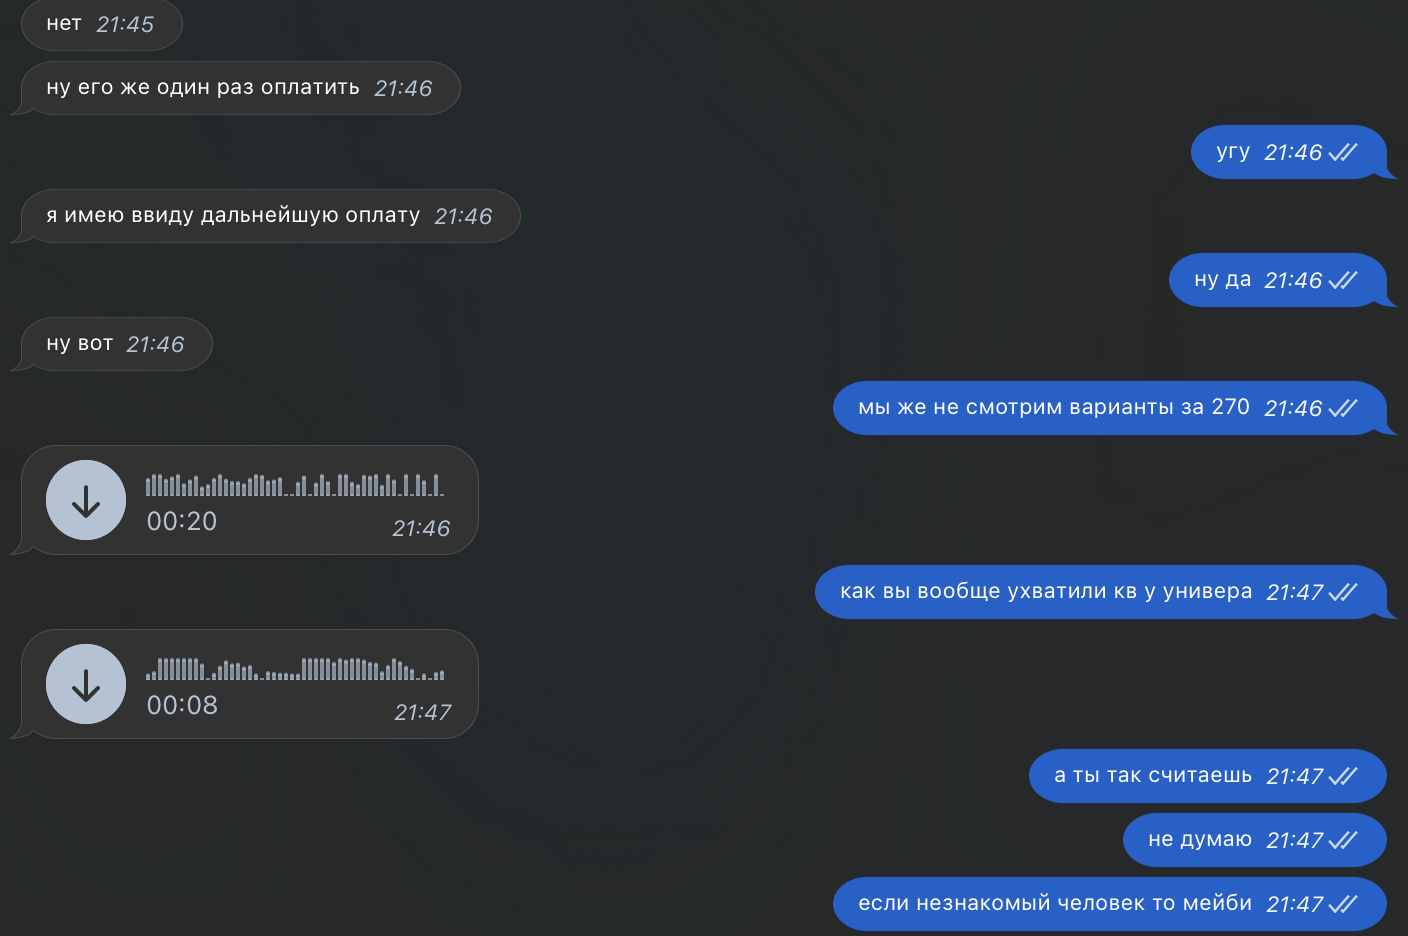 нет 21:45
ну его же один раз оплатить 21:46
угу 21:46
я имею ввиду дальнейшую оплату 21:46
ну да 21:46
ну вот 21:46
мы же не смотрим варианты за 270 21:46
00:20 21:46
как вы вообще ухватили кв у универа 21:47
00:08 21:47
а ты так считаешь 21:47
не думаю 21:47
если незнакомый человек то мейби 21:47